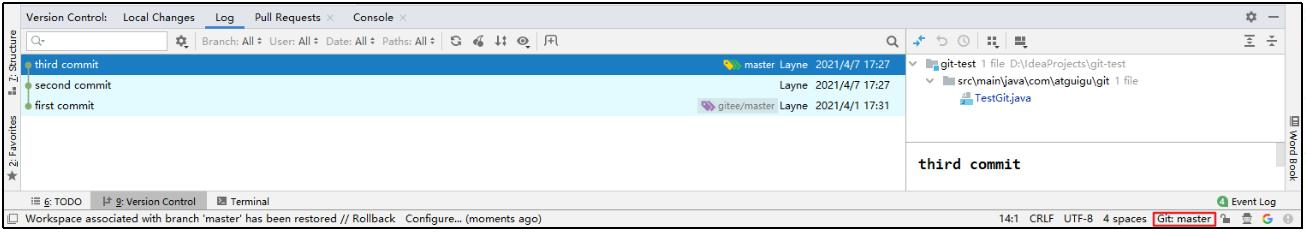 Version Control: Local Changes Log Pull Requests × Console ×
Branch: All User: All Date: All Paths: All
third commit master Layne 2021/4/7 17:27
second commit Layne 2021/4/7 17:27
first commit gitee/master Layne 2021/4/1 17:31
git-test 1 file D:\IdeaProjects\git-test
src\main\java\com\atguigu\git 1 file
TestGit.java
third commit
7: Structure
2: Favorites
Word Book
6: TODO 9: Version Control Terminal 4 Event Log
Workspace associated with branch 'master' has been restored // Rollback Configure... (moments ago) 14:1 CRLF UTF-8 4 spaces Git: master